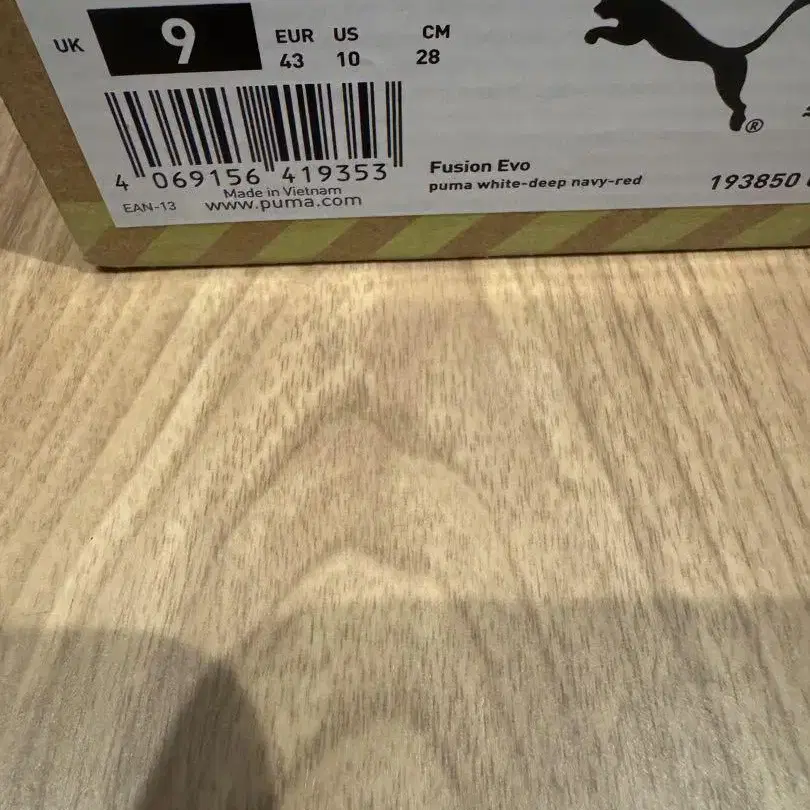 UK 9 EUR US CM
43 10 28
4 069156 419353
Made in Vietnam
EAN-13 www.puma.com
Fusion Evo
puma white-deep navy-red 193850
®